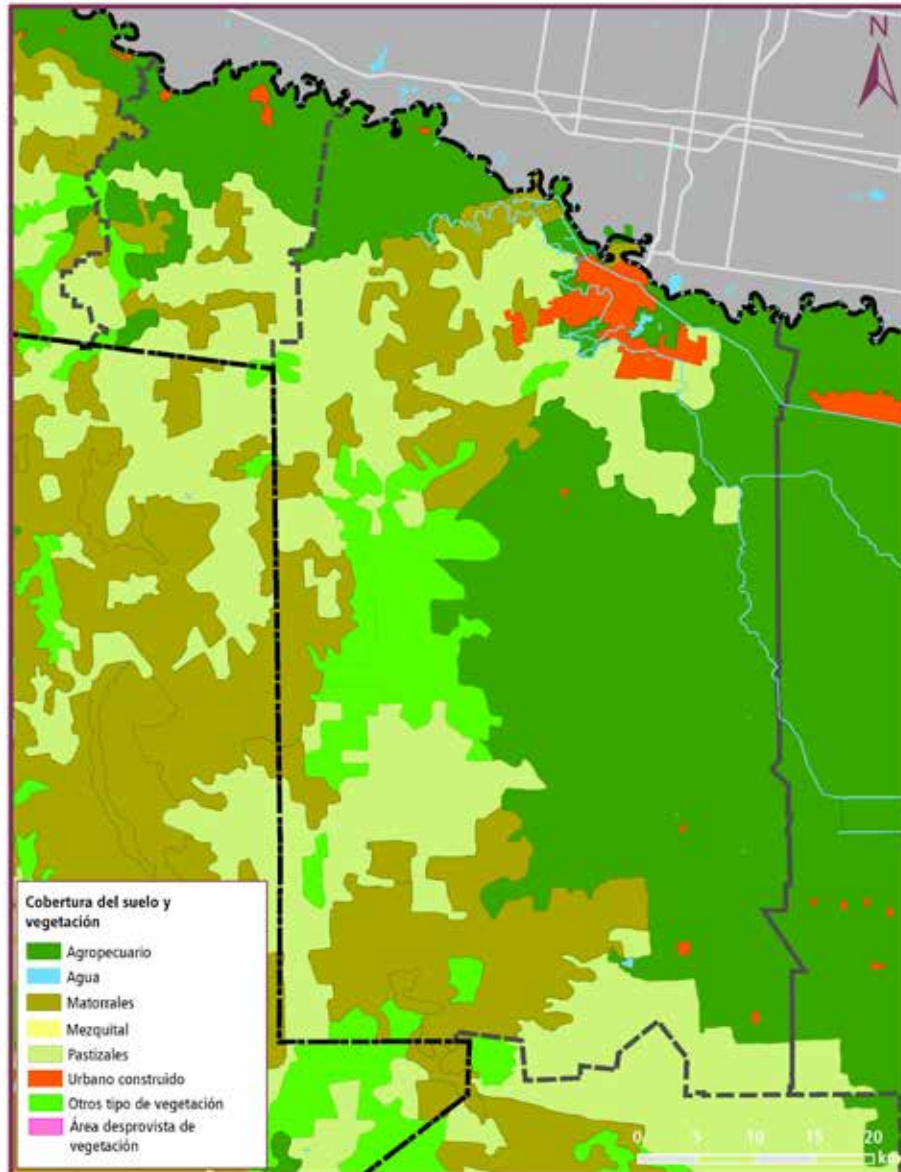 N
Cobertura del suelo y
vegetación
Agropecuario
Agua
Matorrales
Mezquital
Pastizales
Urbano construido
Otros tipo de vegetación
Área desprovista de
vegetación
0 5 10 15 20
km